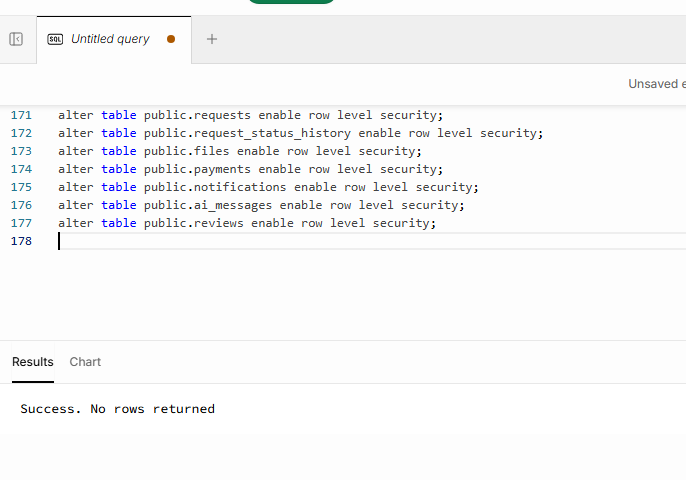 SQL Untitled query
Unsaved
171 alter table public.requests enable row level security;
172 alter table public.request_status_history enable row level security;
173 alter table public.files enable row level security;
174 alter table public.payments enable row level security;
175 alter table public.notifications enable row level security;
176 alter table public.ai_messages enable row level security;
177 alter table public.reviews enable row level security;
178
Results Chart
Success. No rows returned